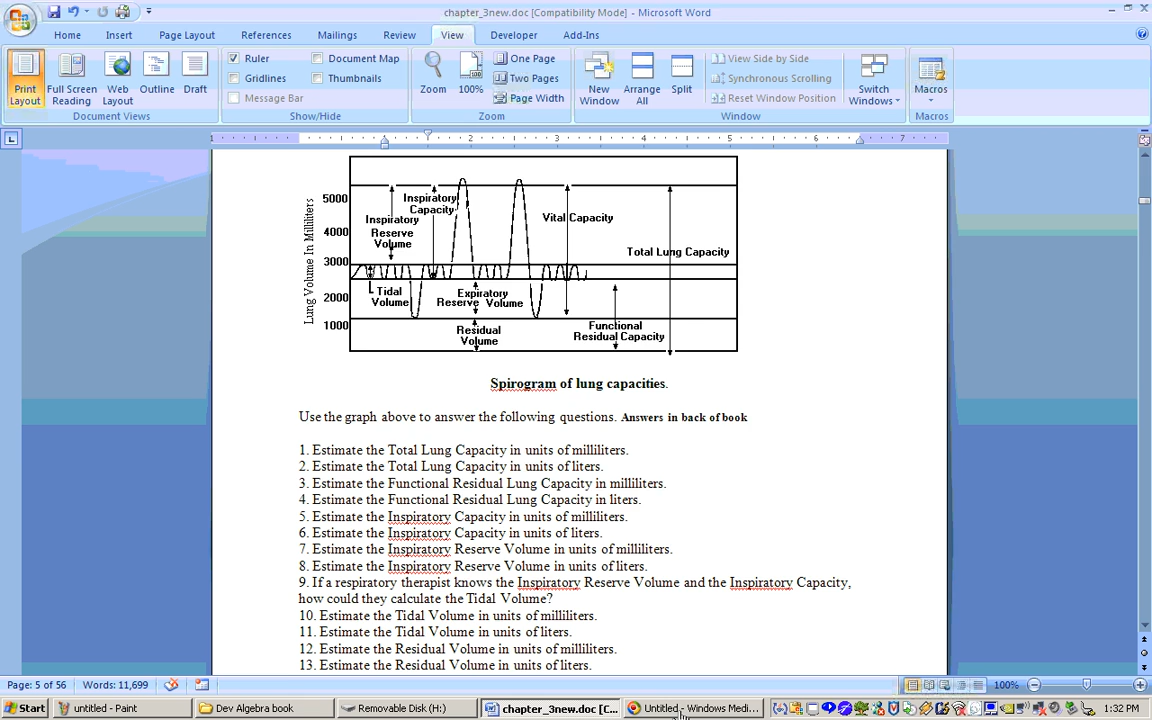 chapter_3new.doc [Compatibility Mode] - Microsoft Word
Home Insert Page Layout References Mailings Review View Developer Add-Ins
Print Layout
Full Screen Reading
Web Layout
Outline
Draft
Document Views
Ruler
Gridlines
Message Bar
Document Map
Thumbnails
Show/Hide
Zoom
100%
One Page
Two Pages
Page Width
Zoom
New Window
Arrange All
Split
View Side by Side
Synchronous Scrolling
Reset Window Position
Window
Switch Windows
Macros
Macros
1 1 2 3 4 5 6 7
Lung Volume In Milliliters
5000
4000
3000
2000
1000
Inspiratory
Capacity
Inspiratory
Reserve
Volume
Vital Capacity
Total Lung Capacity
Tidal
Volume
Expiratory
Reserve Volume
Residual
Volume
Functional
Residual Capacity
Spirogram of lung capacities.
Use the graph above to answer the following questions. Answers in back of book
1. Estimate the Total Lung Capacity in units of milliliters.
2. Estimate the Total Lung Capacity in units of liters.
3. Estimate the Functional Residual Lung Capacity in milliliters.
4. Estimate the Functional Residual Lung Capacity in liters.
5. Estimate the Inspiratory Capacity in units of milliliters.
6. Estimate the Inspiratory Capacity in units of liters.
7. Estimate the Inspiratory Reserve Volume in units of milliliters.
8. Estimate the Inspiratory Reserve Volume in units of liters.
9. If a respiratory therapist knows the Inspiratory Reserve Volume and the Inspiratory Capacity,
how could they calculate the Tidal Volume?
10. Estimate the Tidal Volume in units of milliliters.
11. Estimate the Tidal Volume in units of liters.
12. Estimate the Residual Volume in units of milliliters.
13. Estimate the Residual Volume in units of liters.
Page: 5 of 56 Words: 11,699 100%
Start untitled - Paint Dev Algebra book Removable Disk (H:) chapter_3new.doc [C... Untitled - Windows Medi... 1:32 PM